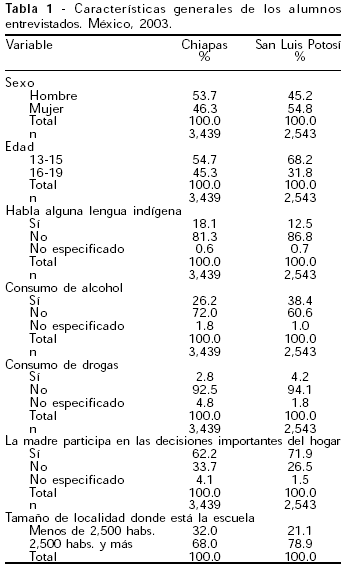 Tabla 1 - Características generales de los alumnos
entrevistados. México, 2003.
Variable Chiapas San Luis Potosí
% %
Sexo
Hombre 53.7 45.2
Mujer 46.3 54.8
Total 100.0 100.0
n 3,439 2,543
Edad
13-15 54.7 68.2
16-19 45.3 31.8
Total 100.0 100.0
n 3,439 2,543
Habla alguna lengua indígena
Sí 18.1 12.5
No 81.3 86.8
No especificado 0.6 0.7
Total 100.0 100.0
n 3,439 2,543
Consumo de alcohol
Sí 26.2 38.4
No 72.0 60.6
No especificado 1.8 1.0
Total 100.0 100.0
n 3,439 2,543
Consumo de drogas
Sí 2.8 4.2
No 92.5 94.1
No especificado 4.8 1.8
Total 100.0 100.0
n 3,439 2,543
La madre participa en las decisiones importantes del hogar
Sí 62.2 71.9
No 33.7 26.5
No especificado 4.1 1.5
Total 100.0 100.0
n 3,439 2,543
Tamaño de localidad donde está la escuela
Menos de 2,500 habs. 32.0 21.1
2,500 habs. y más 68.0 78.9
Total 100.0 100.0